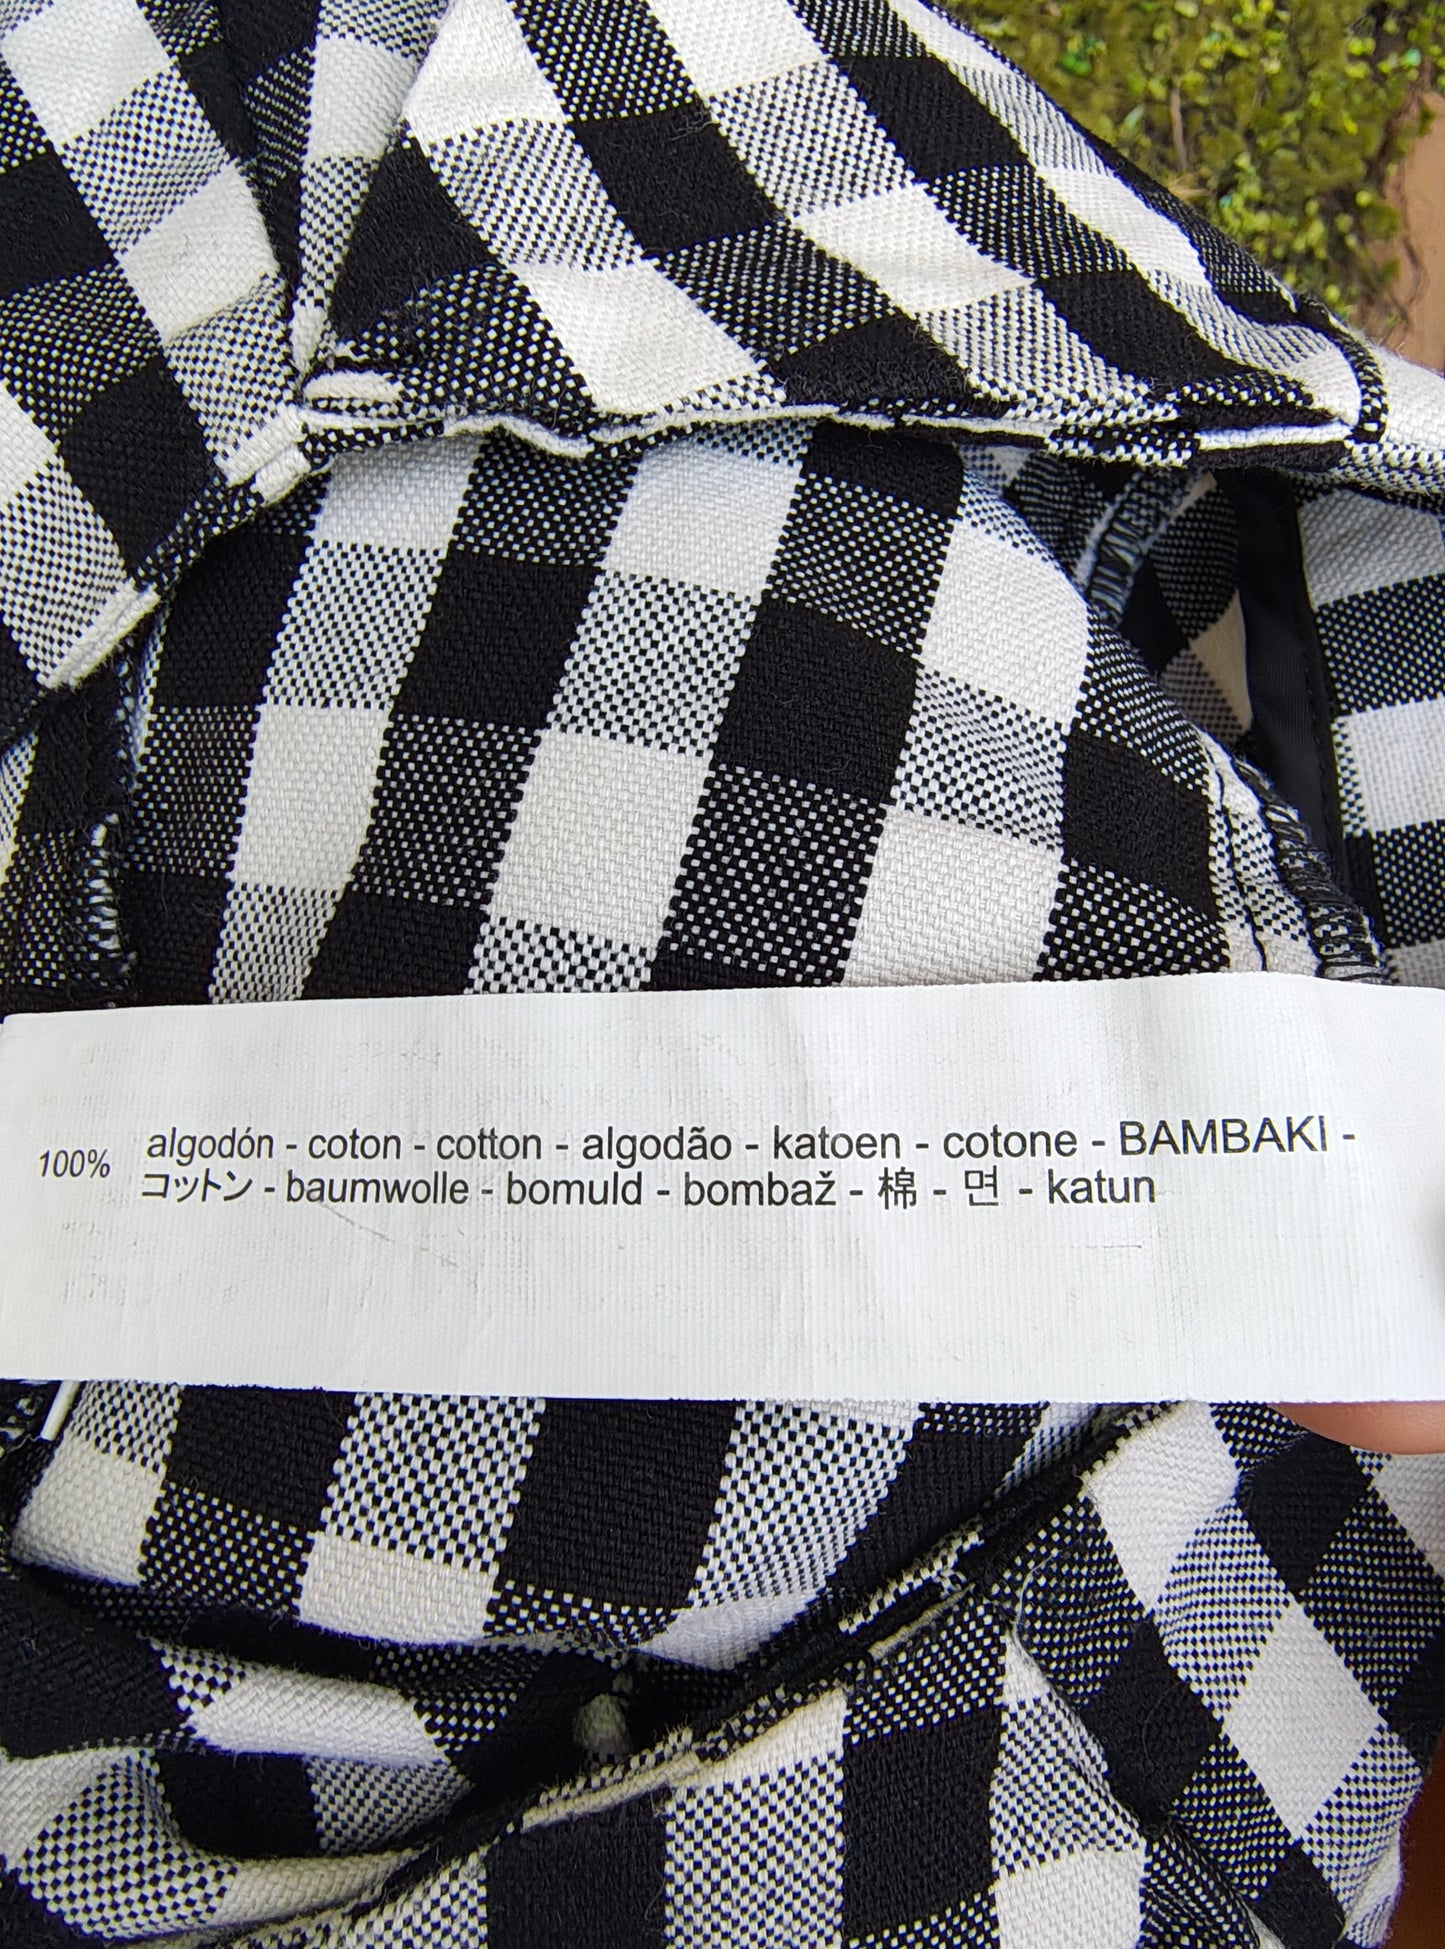 100% algodón - coton - cotton - algodão - katoen - cotone - BAMBAKI -
コットン - baumwolle - bomuld - bombaž - 棉 - 면 - katun